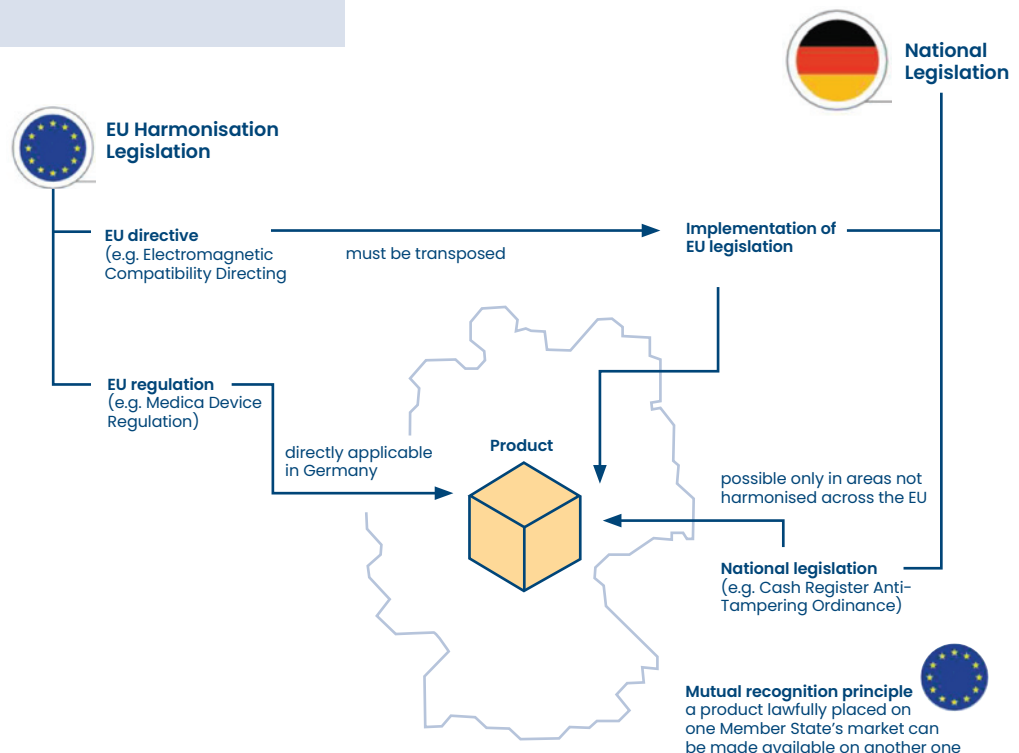 National
Legislation
EU Harmonisation
Legislation
EU directive
(e.g. Electromagnetic
Compatibility Directing
must be transposed
Implementation of
EU legislation
EU regulation
(e.g. Medica Device
Regulation)
directly applicable
in Germany
Product
possible only in areas not
harmonised across the EU
National legislation
(e.g. Cash Register Anti-
Tampering Ordinance)
Mutual recognition principle
a product lawfully placed on
one Member State's market can
be made available on another one